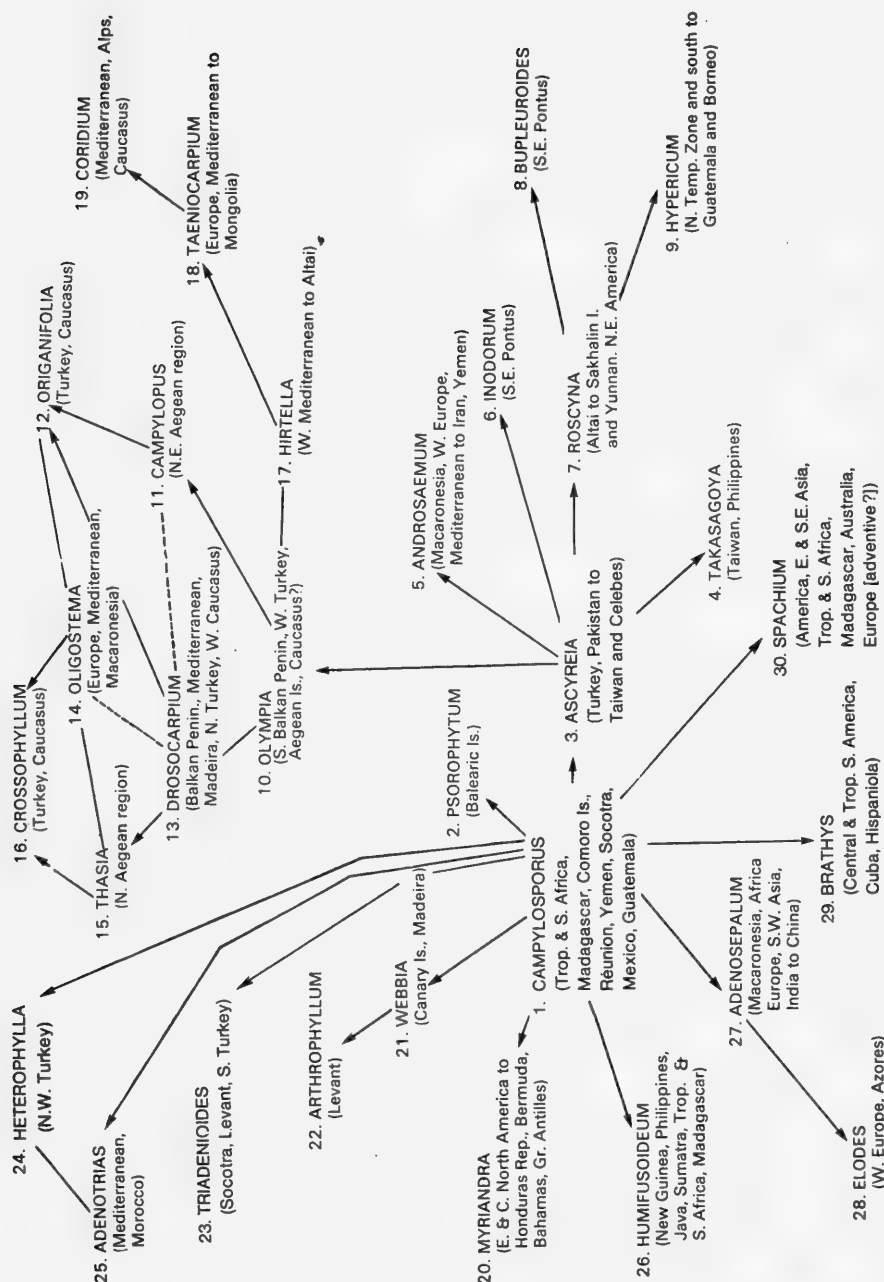 24. HETEROPHYLLA
(N.W. Turkey)
25. ADENOTRIAS
(Mediterranean,
Morocco)
23. TRIADENIOIDES
(Socotra, Levant, S. Turkey)
22. ARTHROPHYLLUM
(Levant)
21. WEBBIA
(Canary Is., Madeira)
20. MYRIANDRA
(E. & C. North America to
Honduras Rep., Bermuda,
Bahamas, Gr. Antilles)
26. HUMIFUSOIDEUM
(New Guinea, Philippines,
Java, Sumatra, Trop. &
S. Africa, Madagascar)
28. ELODES
(W. Europe, Azores)
27. ADENOSEPALUM
(Macaronesia, Africa
Europe, S.W. Asia,
India to China)
29. BRATHYS
(Central & Trop. S. America,
Cuba, Hispaniola)
30. SPACHIUM
(America, E. & S.E. Asia,
Trop. & S. Africa,
Madagascar, Australia,
Europe [adventive ?])
1. CAMPYLOSPORUS
(Trop. & S. Africa,
Madagascar, Comoro Is.,
Réunion, Yemen, Socotra,
Mexico, Guatemala)
2. PSOROPHYTUM
(Balearic Is.)
3. ASCYREIA
(Turkey, Pakistan to
Taiwan and Celebes)
4. TAKASAGOYA
(Taiwan, Philippines)
5. ANDROSAEMUM
(Macaronesia, W. Europe,
Mediterranean to Iran, Yemen)
6. INODORUM
(S.E. Pontus)
7. ROSCYNA
(Altai to Sakhalin I.
and Yunnan. N.E. America)
8. BUPLEUROIDES
(S.E. Pontus)
9. HYPERICUM
(N. Temp. Zone and south to
Guatemala and Borneo)
10. OLYMPIA
(S. Balkan Penin., W. Turkey,
Aegean Is., Caucasus?)
11. CAMPYLOPUS
(N.E. Aegean region)
12. ORIGANIFOLIA
(Turkey, Caucasus)
13. DROSOCARPIUM
(Balkan Penin., Mediterranean,
Madeira, N. Turkey, W. Caucasus)
14. OLIGOSTEMA
(Europe, Mediterranean,
Macaronesia)
15. THASIA
(N. Aegean region)
16. CROSSOPHYLLUM
(Turkey, Caucasus)
17. HIRTELLA
(W. Mediterranean to Altai)
18. TAENIOCARPIUM
(Europe, Mediterranean to
Mongolia)
19. CORIDIUM
(Mediterranean, Alps,
Caucasus)